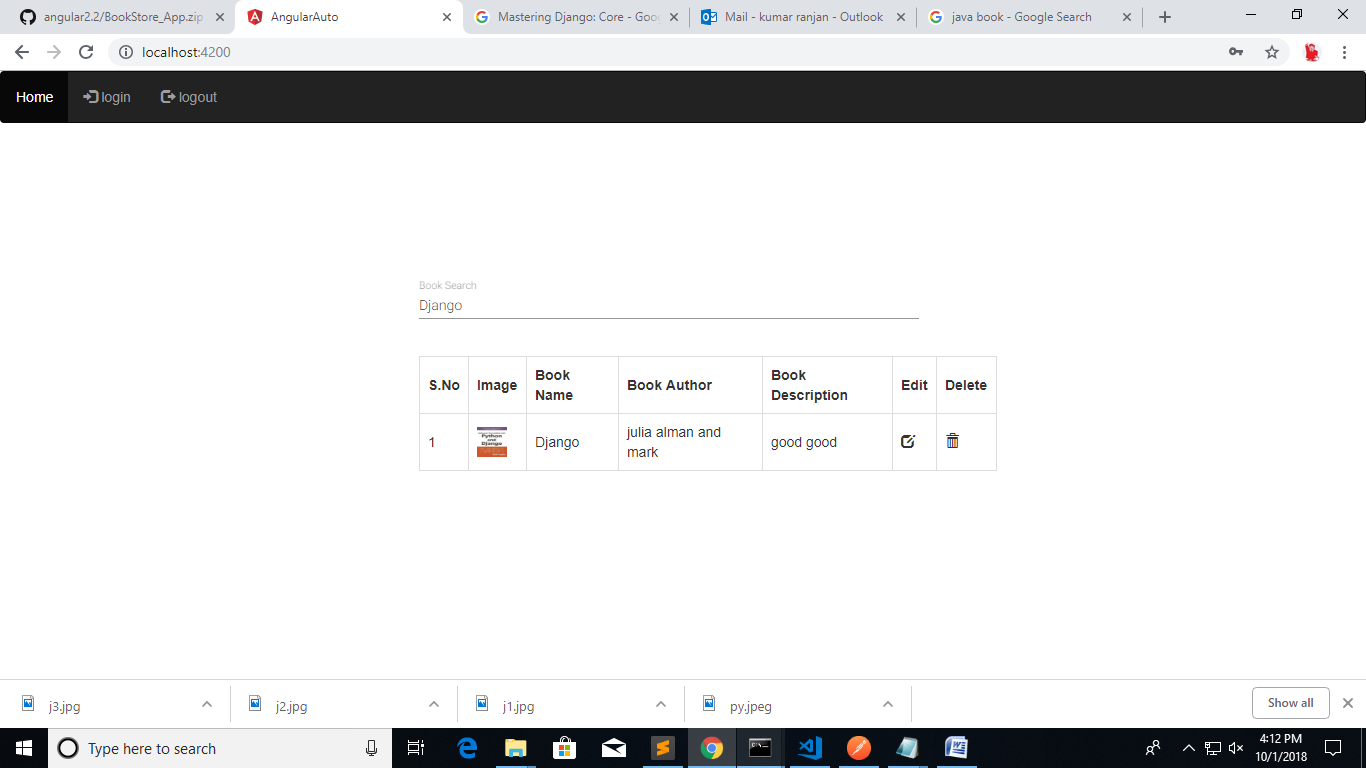 angular2.2/BookStore_App.zip
AngularAuto
Mastering Django: Core - Goo
Mail - kumar ranjan - Outlook
java book - Google Search
localhost:4200
Home login logout
Book Search
Django
S.No Image Book Name Book Author Book Description Edit Delete
1 Python and Django Django julia alman and mark good good
j3.jpg j2.jpg j1.jpg py.jpeg Show all
Type here to search
4:12 PM
10/1/2018